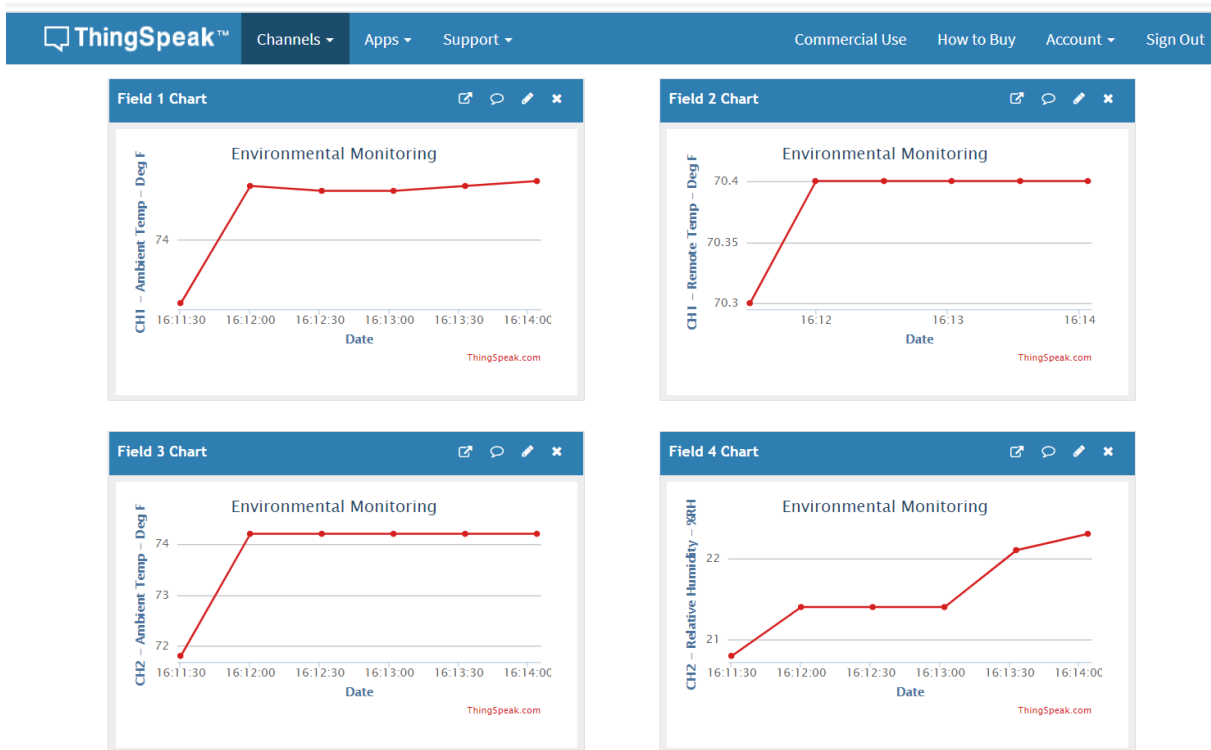 ThingSpeak™ Channels Apps Support Commercial Use How to Buy Account Sign Out
Field 1 Chart
Environmental Monitoring
CH1 – Ambient Temp – Deg F
74
16:11:30 16:12:00 16:12:30 16:13:00 16:13:30 16:14:00
Date
ThingSpeak.com
Field 2 Chart
Environmental Monitoring
CH1 – Remote Temp – Deg F
70.4
70.35
70.3
16:12 16:13 16:14
Date
ThingSpeak.com
Field 3 Chart
Environmental Monitoring
CH2 – Ambient Temp – Deg F
74
73
72
16:11:30 16:12:00 16:12:30 16:13:00 16:13:30 16:14:00
Date
ThingSpeak.com
Field 4 Chart
Environmental Monitoring
CH2 – Relative Humidity – %RH
22
21
16:11:30 16:12:00 16:12:30 16:13:00 16:13:30 16:14:00
Date
ThingSpeak.com